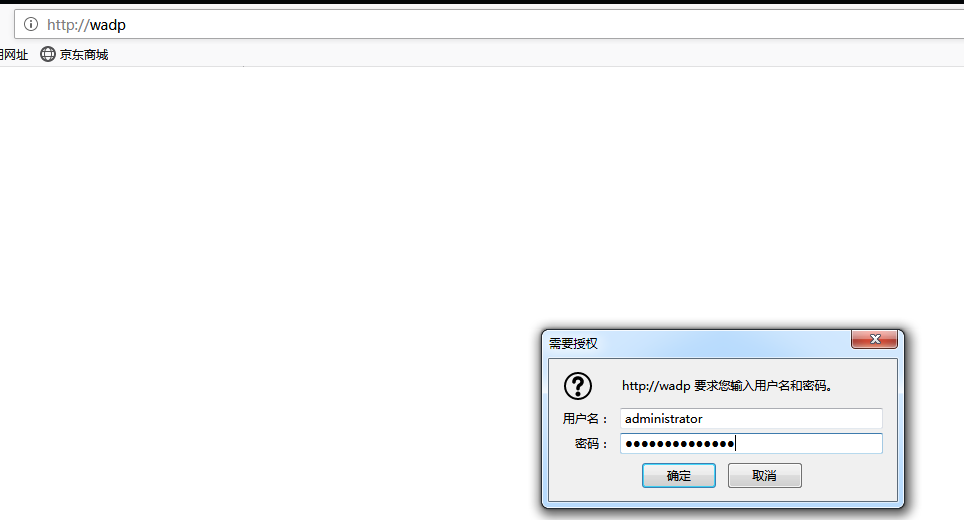 http://wadp
用网址 京东商城
需要授权
http://wadp 要求您输入用户名和密码。
用户名： administrator
密码： ●●●●●●●●●●●●●●
确定 取消